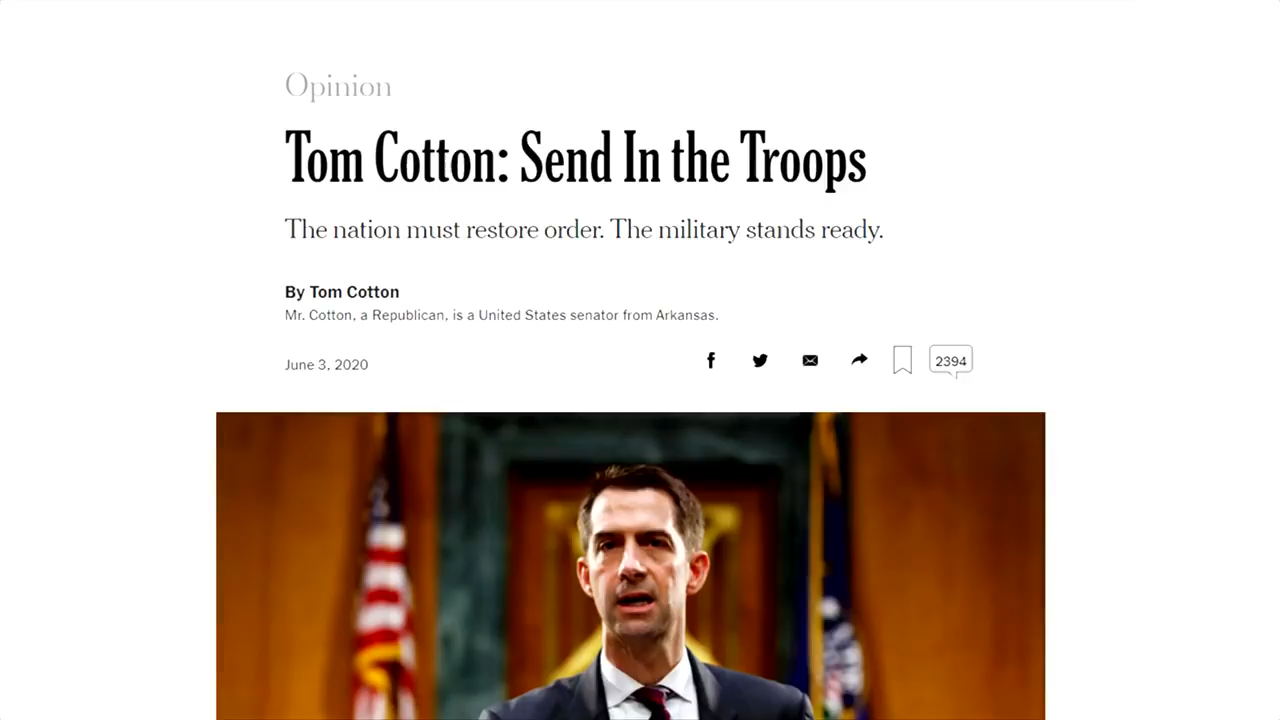 Opinion
Tom Cotton: Send In the Troops
The nation must restore order. The military stands ready.
By Tom Cotton
Mr. Cotton, a Republican, is a United States senator from Arkansas.
June 3, 2020
2394